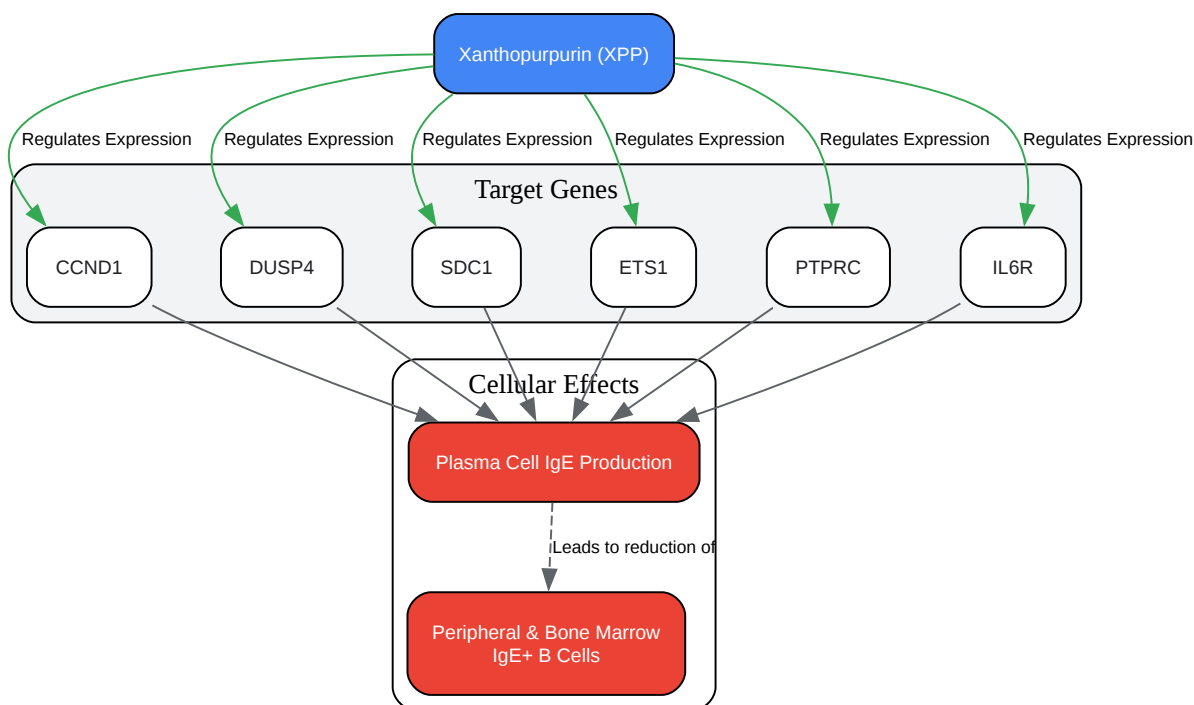 Xanthopurpurin (XPP)
Regulates Expression
Regulates Expression
Regulates Expression
Regulates Expression
Regulates Expression
Regulates Expression
Target Genes
CCND1
DUSP4
SDC1
ETS1
PTPRC
IL6R
Cellular Effects
Plasma Cell IgE Production
Leads to reduction of
Peripheral & Bone Marrow
IgE+ B Cells